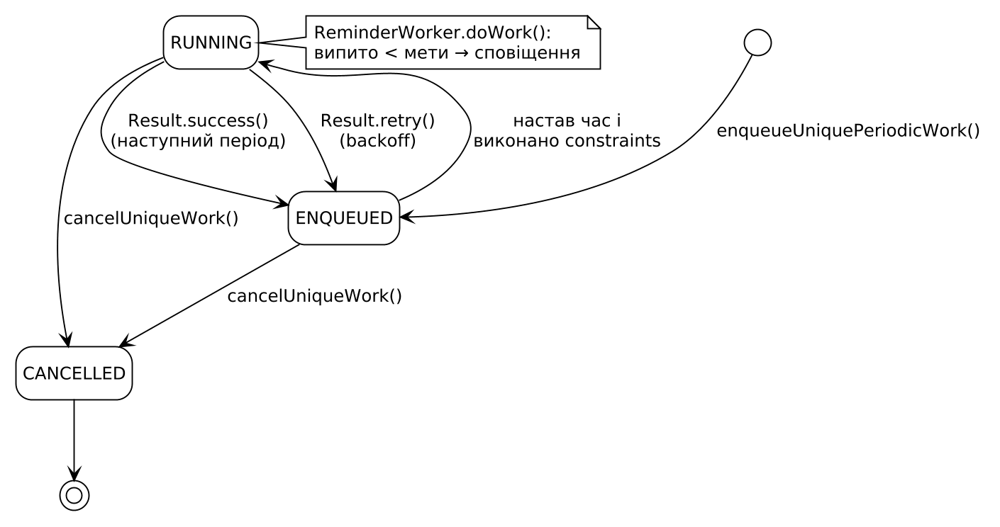 RUNNING
ReminderWorker.doWork():
випито < мети → сповіщення
Result.success()
(наступний період)
Result.retry()
(backoff)
настав час і
виконано constraints
enqueueUniquePeriodicWork()
cancelUniqueWork()
ENQUEUED
cancelUniqueWork()
CANCELLED